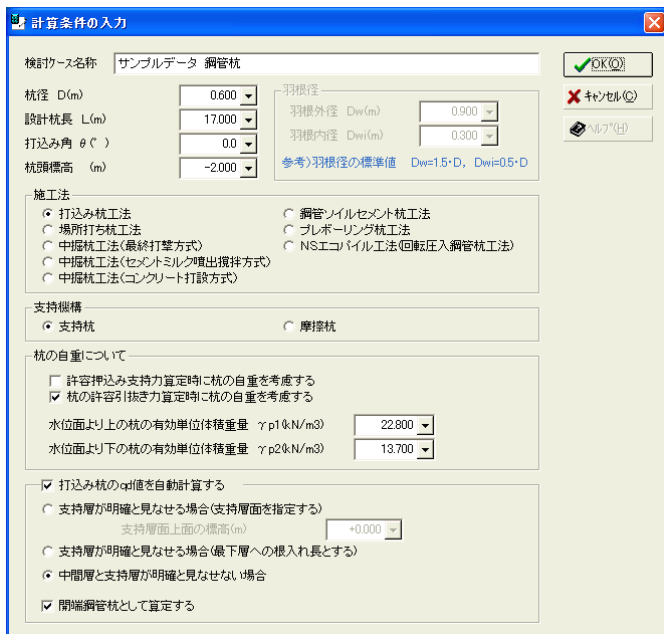 計算条件の入力
検討ケース名称 サンプルデータ 鋼管杭
OK(O)
キャンセル(C)
ヘルプ(H)
杭径 D(m) 0.600
設計杭長 L(m) 17.000
打込み角 θ(°) 0.0
杭頭標高 (m) -2.000
羽根径
羽根外径 Dw(m) 0.900
羽根内径 Dwi(m) 0.300
参考)羽根径の標準値 Dw=1.5・D, Dwi=0.5・D
施工法
打込み杭工法
場所打ち杭工法
中掘杭工法(最終打撃方式)
中掘杭工法(セメントミルク噴出撹拌方式)
中掘杭工法(コンクリート打設方式)
鋼管ソイルセメント杭工法
プレボーリング杭工法
NSエコパイル工法(回転圧入鋼管杭工法)
支持機構
支持杭
摩擦杭
杭の自重について
許容押込み支持力算定時に杭の自重を考慮する
杭の許容引抜き力算定時に杭の自重を考慮する
水位面より上の杭の有効単位体積重量 γp1(kN/m3) 22.800
水位面より下の杭の有効単位体積重量 γp2(kN/m3) 13.700
打込み杭のqd値を自動計算する
支持層が明確と見なせる場合(支持層面を指定する)
支持層面上面の標高(m) +0.000
支持層が明確と見なせる場合(最下層への根入れ長とする)
中間層と支持層が明確と見なせない場合
開端鋼管杭として算定する